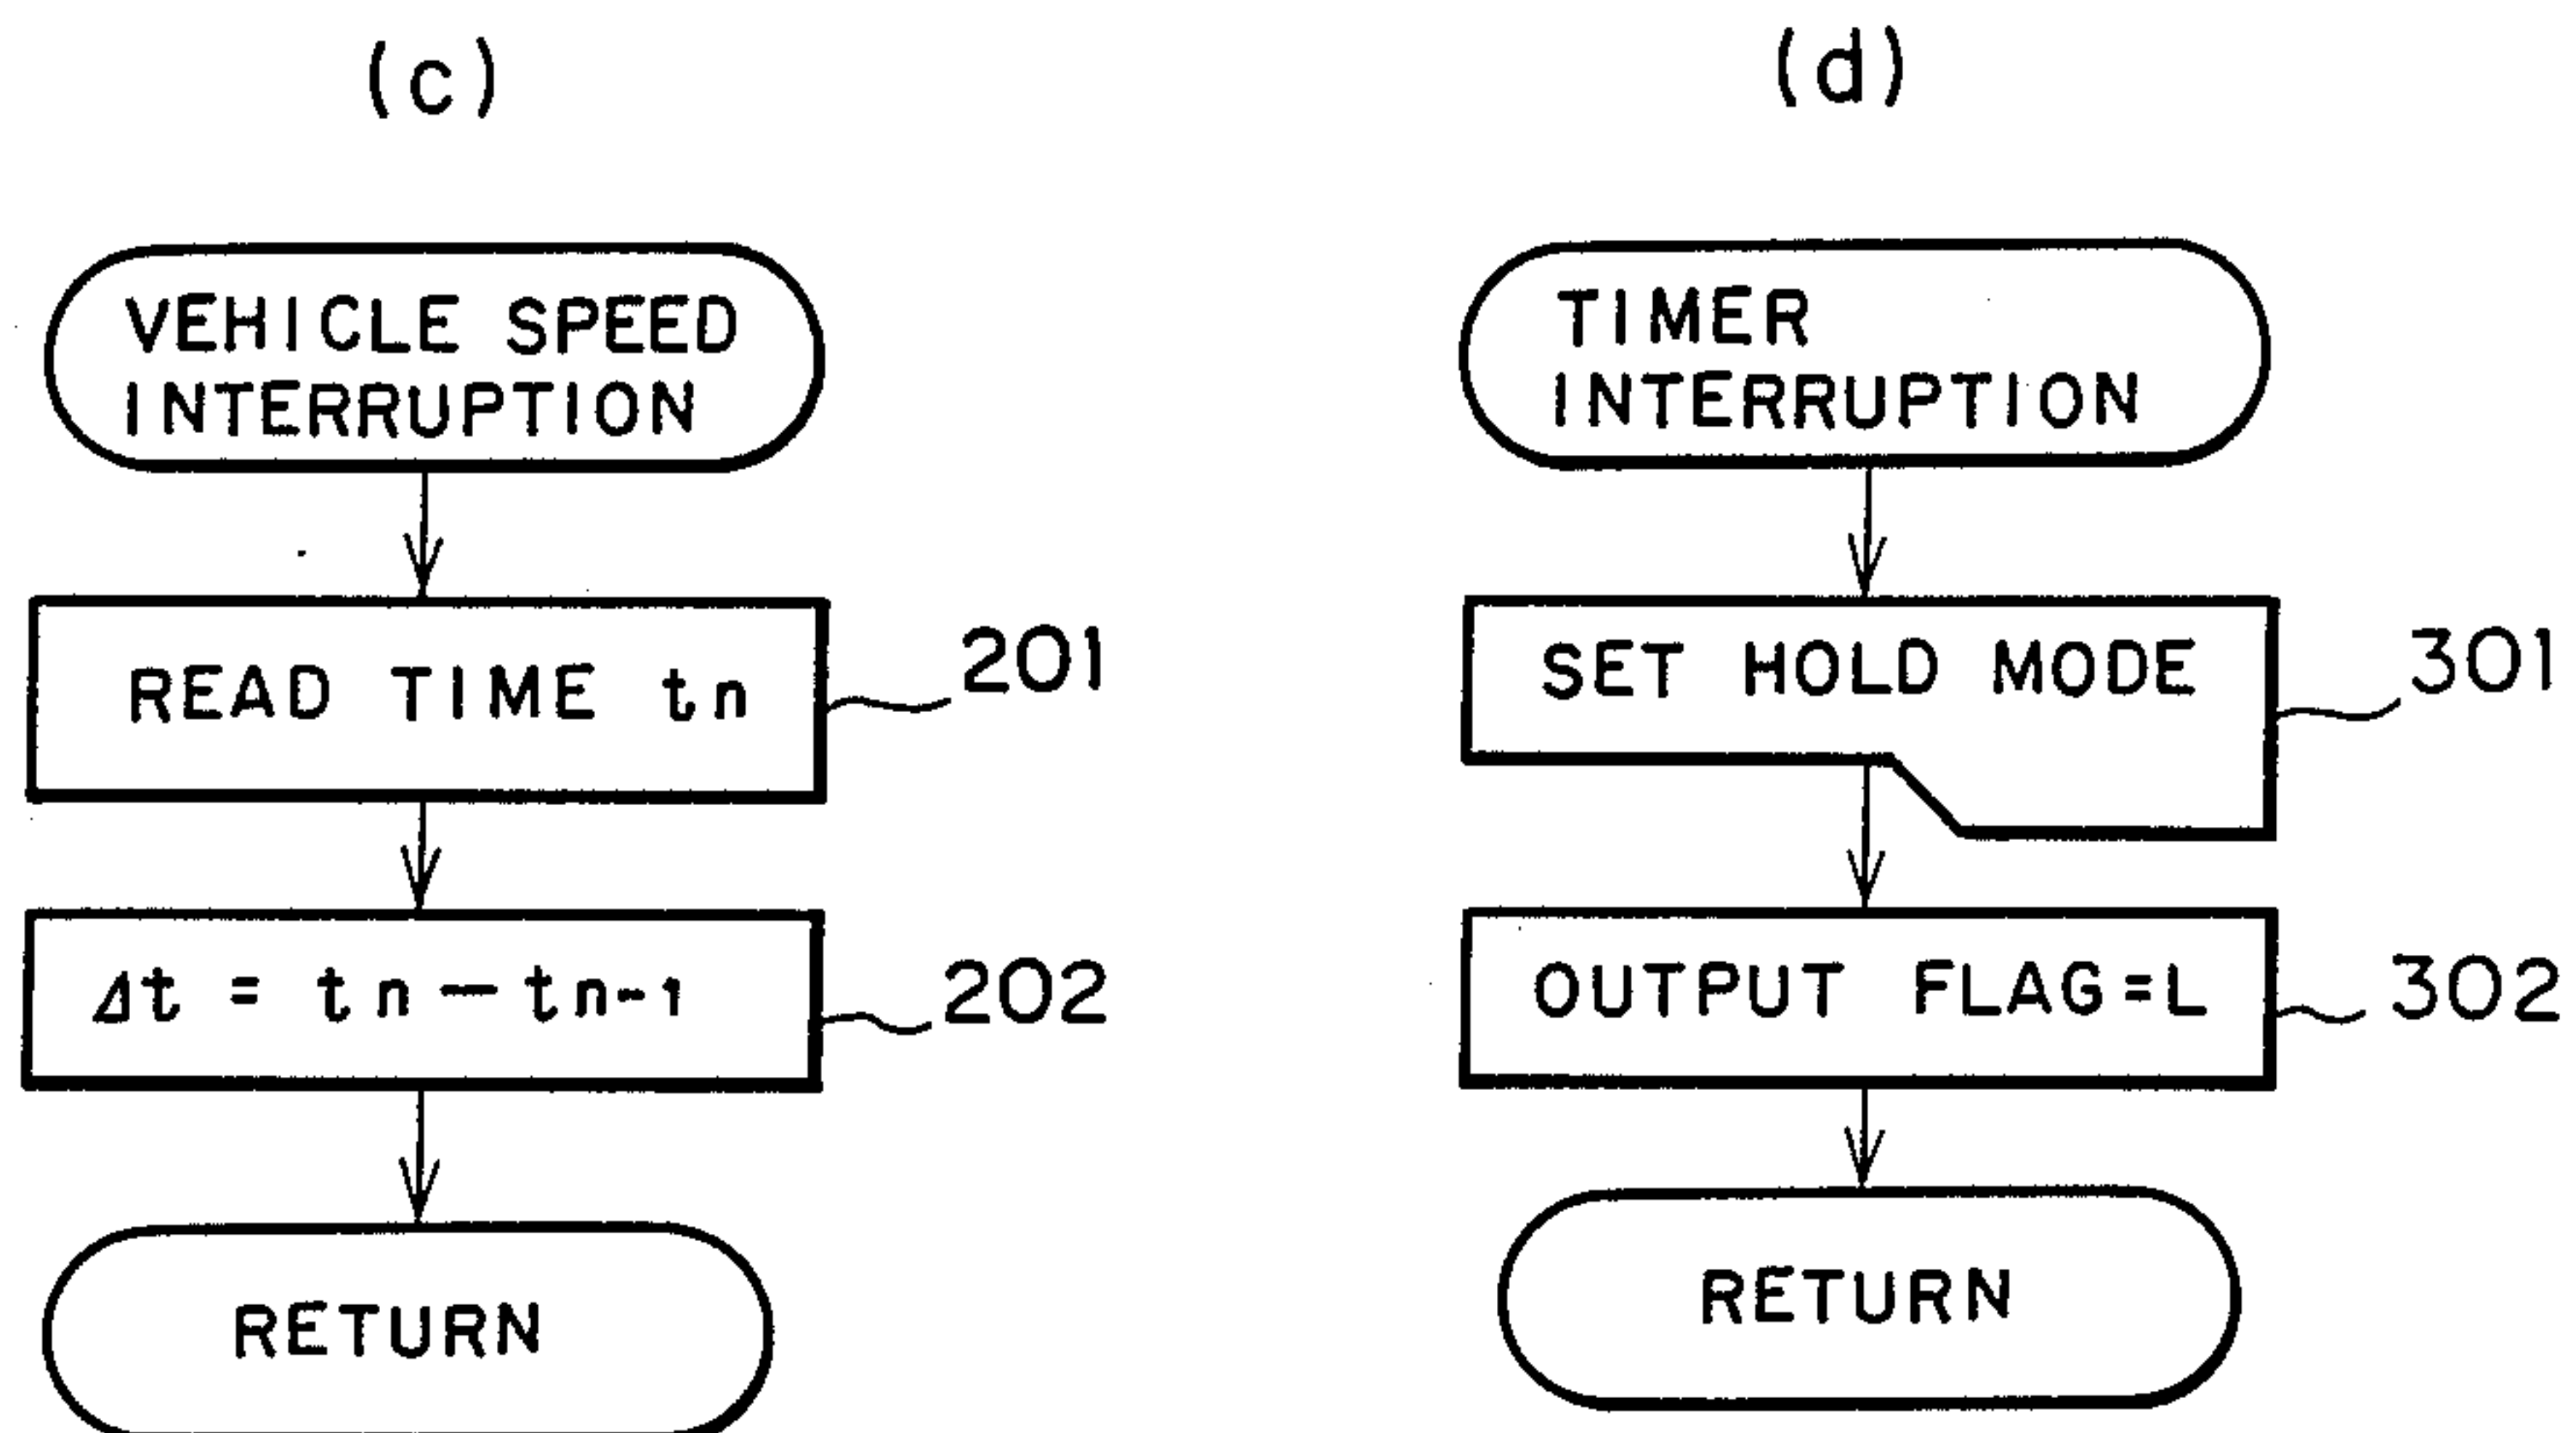 (c)
VEHICLE SPEED
INTERRUPTION
READ TIME tn
201
Δt = tn - tn-1
202
RETURN
(d)
TIMER
INTERRUPTION
SET HOLD MODE
301
OUTPUT FLAG=L
302
RETURN